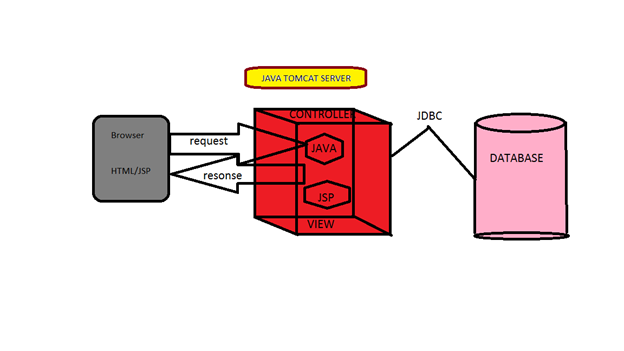 JAVA TOMCAT SERVER
CONTROLLER
JDBC
Browser
request
JAVA
DATABASE
HTML/JSP
resonse
JSP
VIEW